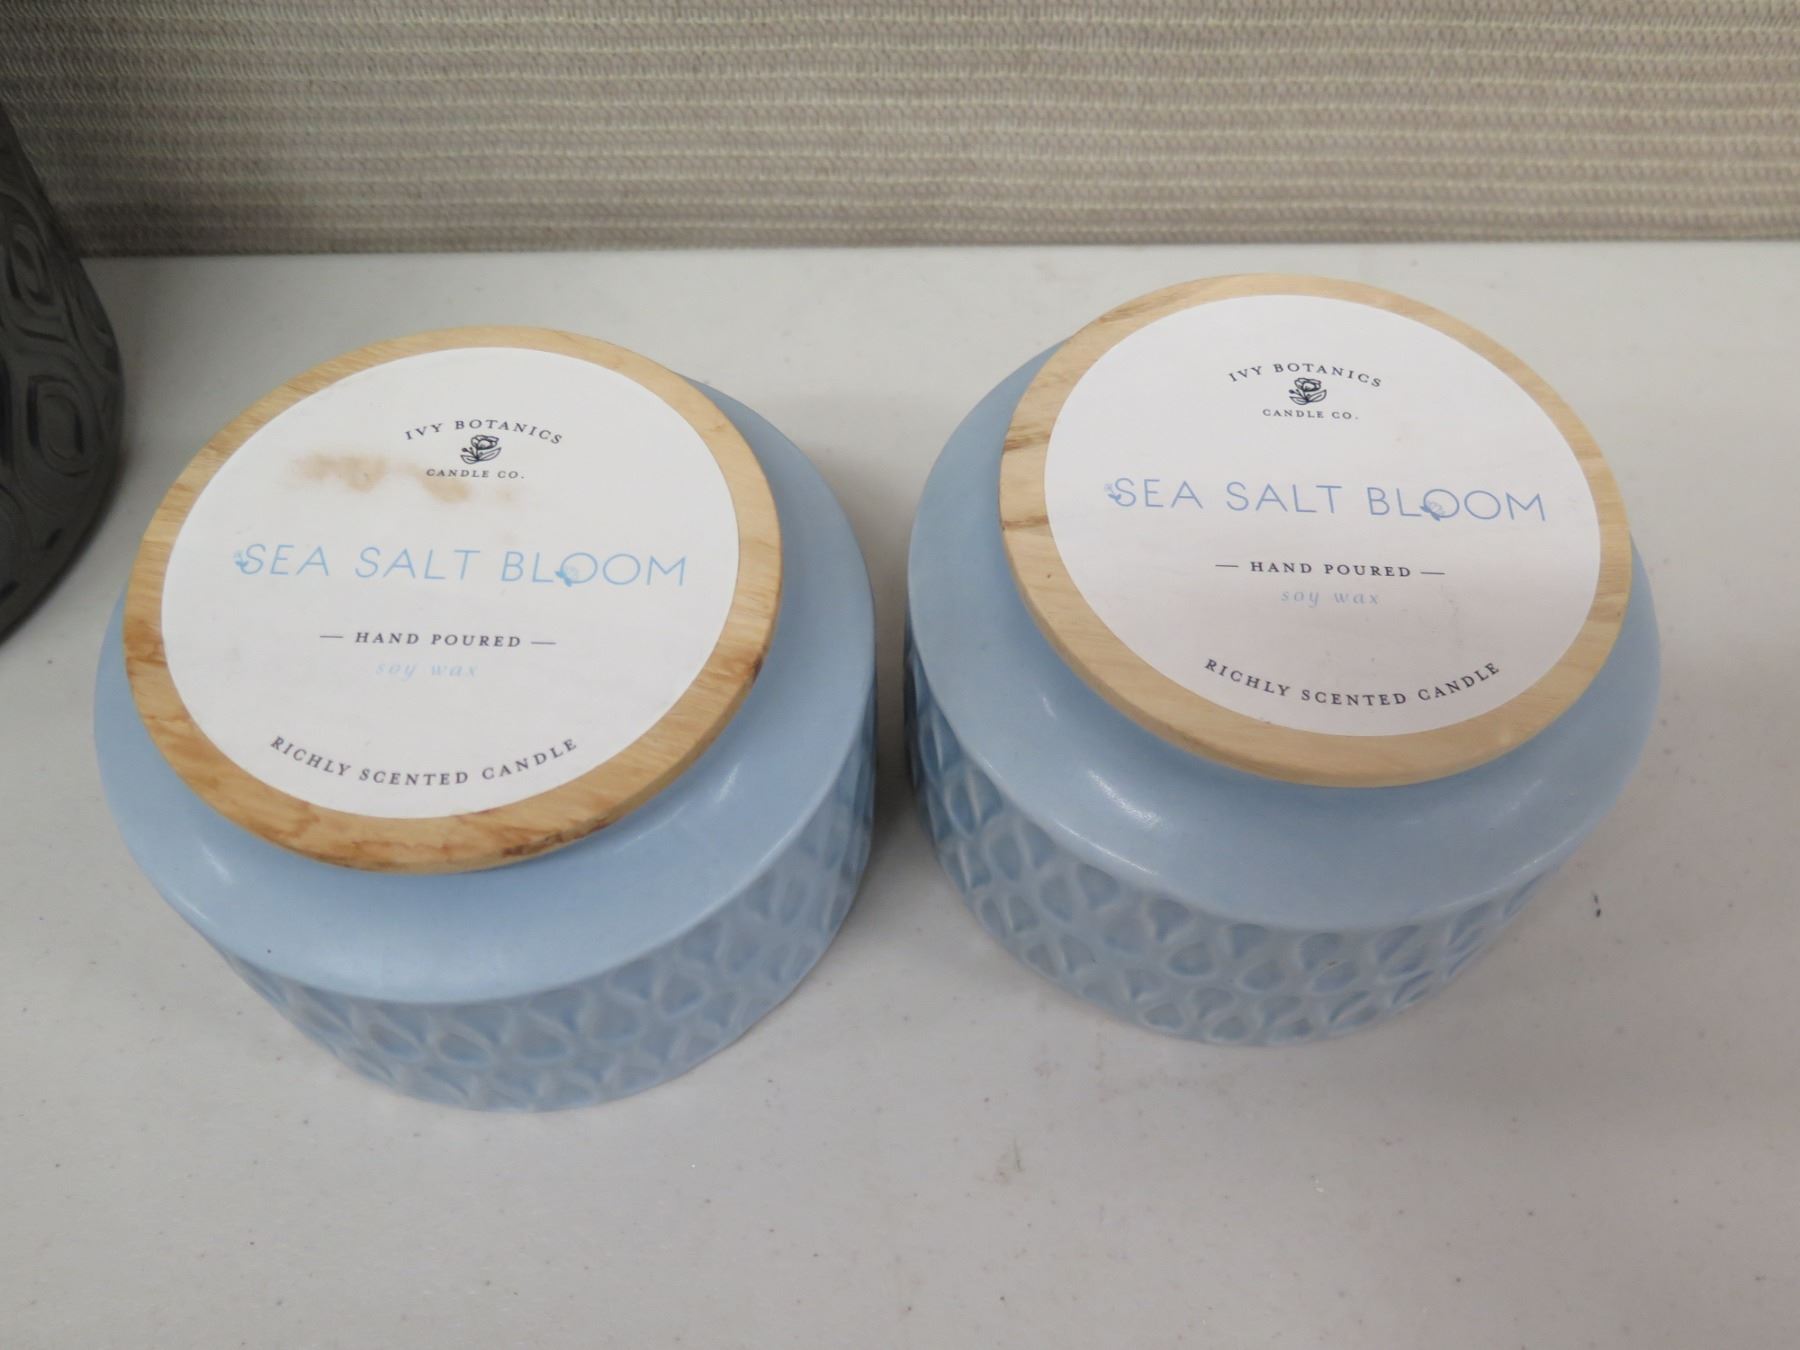 IVY BOTANICS
CANDLE CO.
SEA SALT BLOOM
— HAND POURED —
soy wax
RICHLY SCENTED CANDLE
IVY BOTANICS
CANDLE CO.
SEA SALT BLOOM
— HAND POURED —
soy wax
RICHLY SCENTED CANDLE